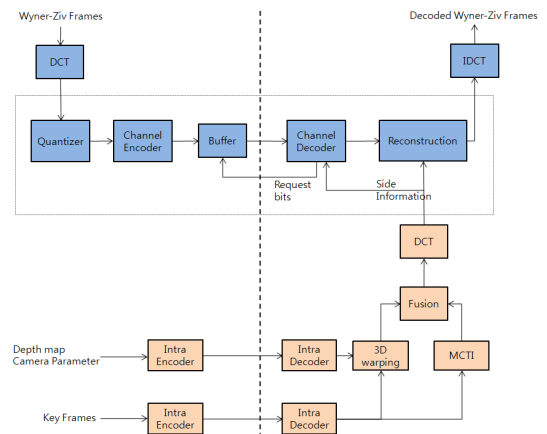 Wyner-Ziv Frames
Decoded Wyner-Ziv Frames
DCT
IDCT
Quantizer
Channel
Encoder
Buffer
Channel
Decoder
Reconstruction
Request
bits
Side
Information
DCT
Fusion
Depth map
Camera Parameter
Intra
Encoder
Intra
Decoder
3D
warping
MCTI
Key Frames
Intra
Encoder
Intra
Decoder